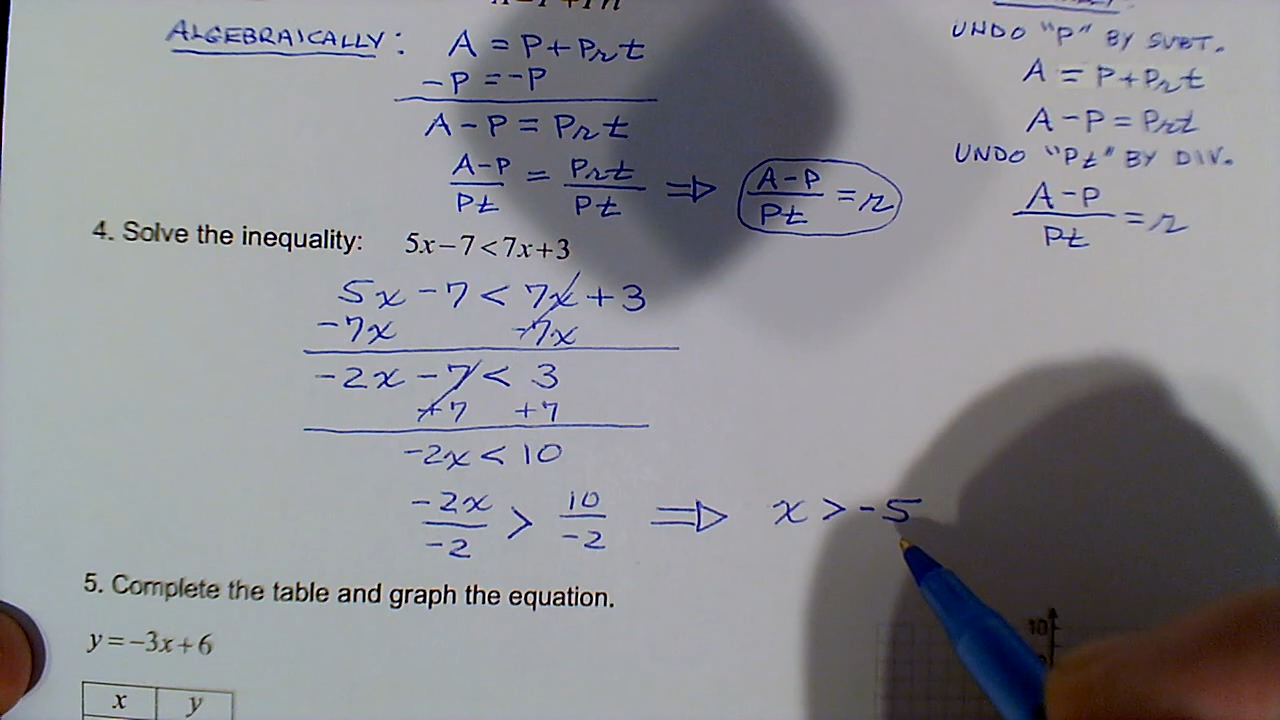 ALGEBRAICALLY: A = P + Prt
-P = -P
A - P = Prt
A-P/Pt = Prt/Pt ⇒ A-P/Pt = r
UNDO "P" BY SUBT.
A = P + Prt
A - P = Prt
UNDO "Pt" BY DIV.
A-P/Pt = r
4. Solve the inequality: 5x-7<7x+3
5x - 7 < 7x + 3
-7x -7x
-2x - 7 < 3
+7 +7
-2x < 10
-2x/-2 > 10/-2 ⇒ x > -5
5. Complete the table and graph the equation.
y=-3x+6
x y
10